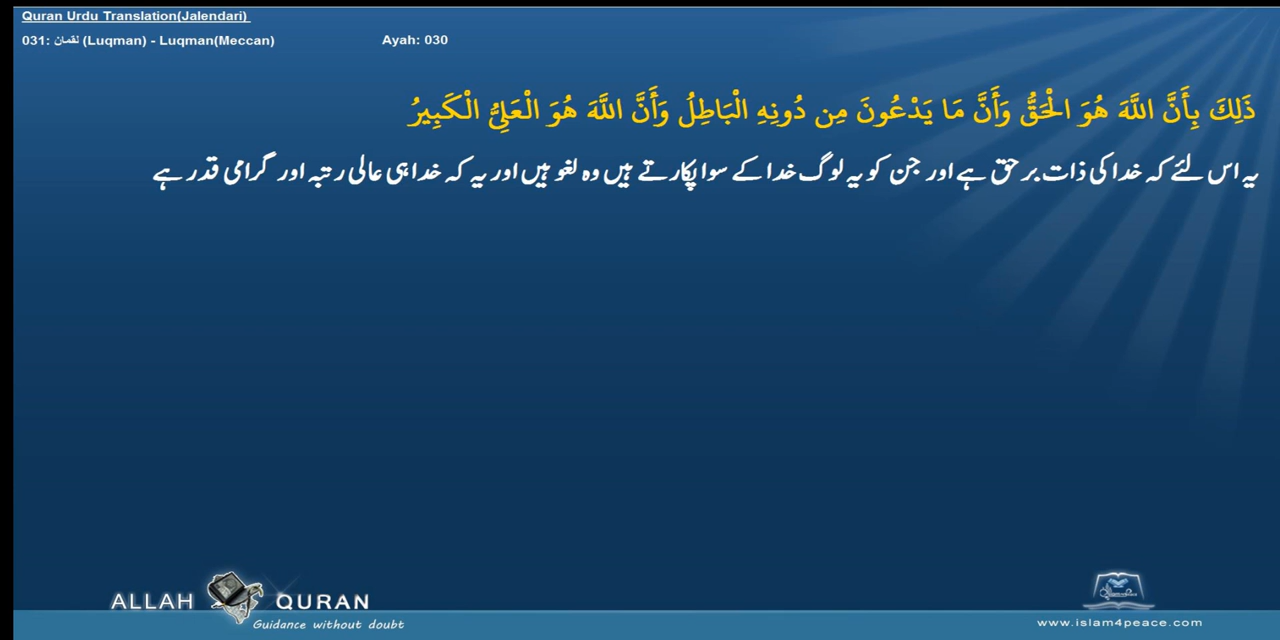 Quran Urdu Translation(Jalendari)
031: لقمان (Luqman) - Luqman(Meccan) Ayah: 030
ذَٰلِكَ بِأَنَّ اللَّهَ هُوَ الْحَقُّ وَأَنَّ مَا يَدْعُونَ مِن دُونِهِ الْبَاطِلُ وَأَنَّ اللَّهَ هُوَ الْعَلِيُّ الْكَبِيرُ
یہ اس لئے کہ خدا کی ذات برحق ہے اور جن کو یہ لوگ خدا کے سوا پکارتے ہیں وہ لغو ہیں اور یہ کہ خدا ہی عالی رتبہ اور گرامی قدر ہے
ALLAH QURAN
Guidance without doubt
www.islam4peace.com